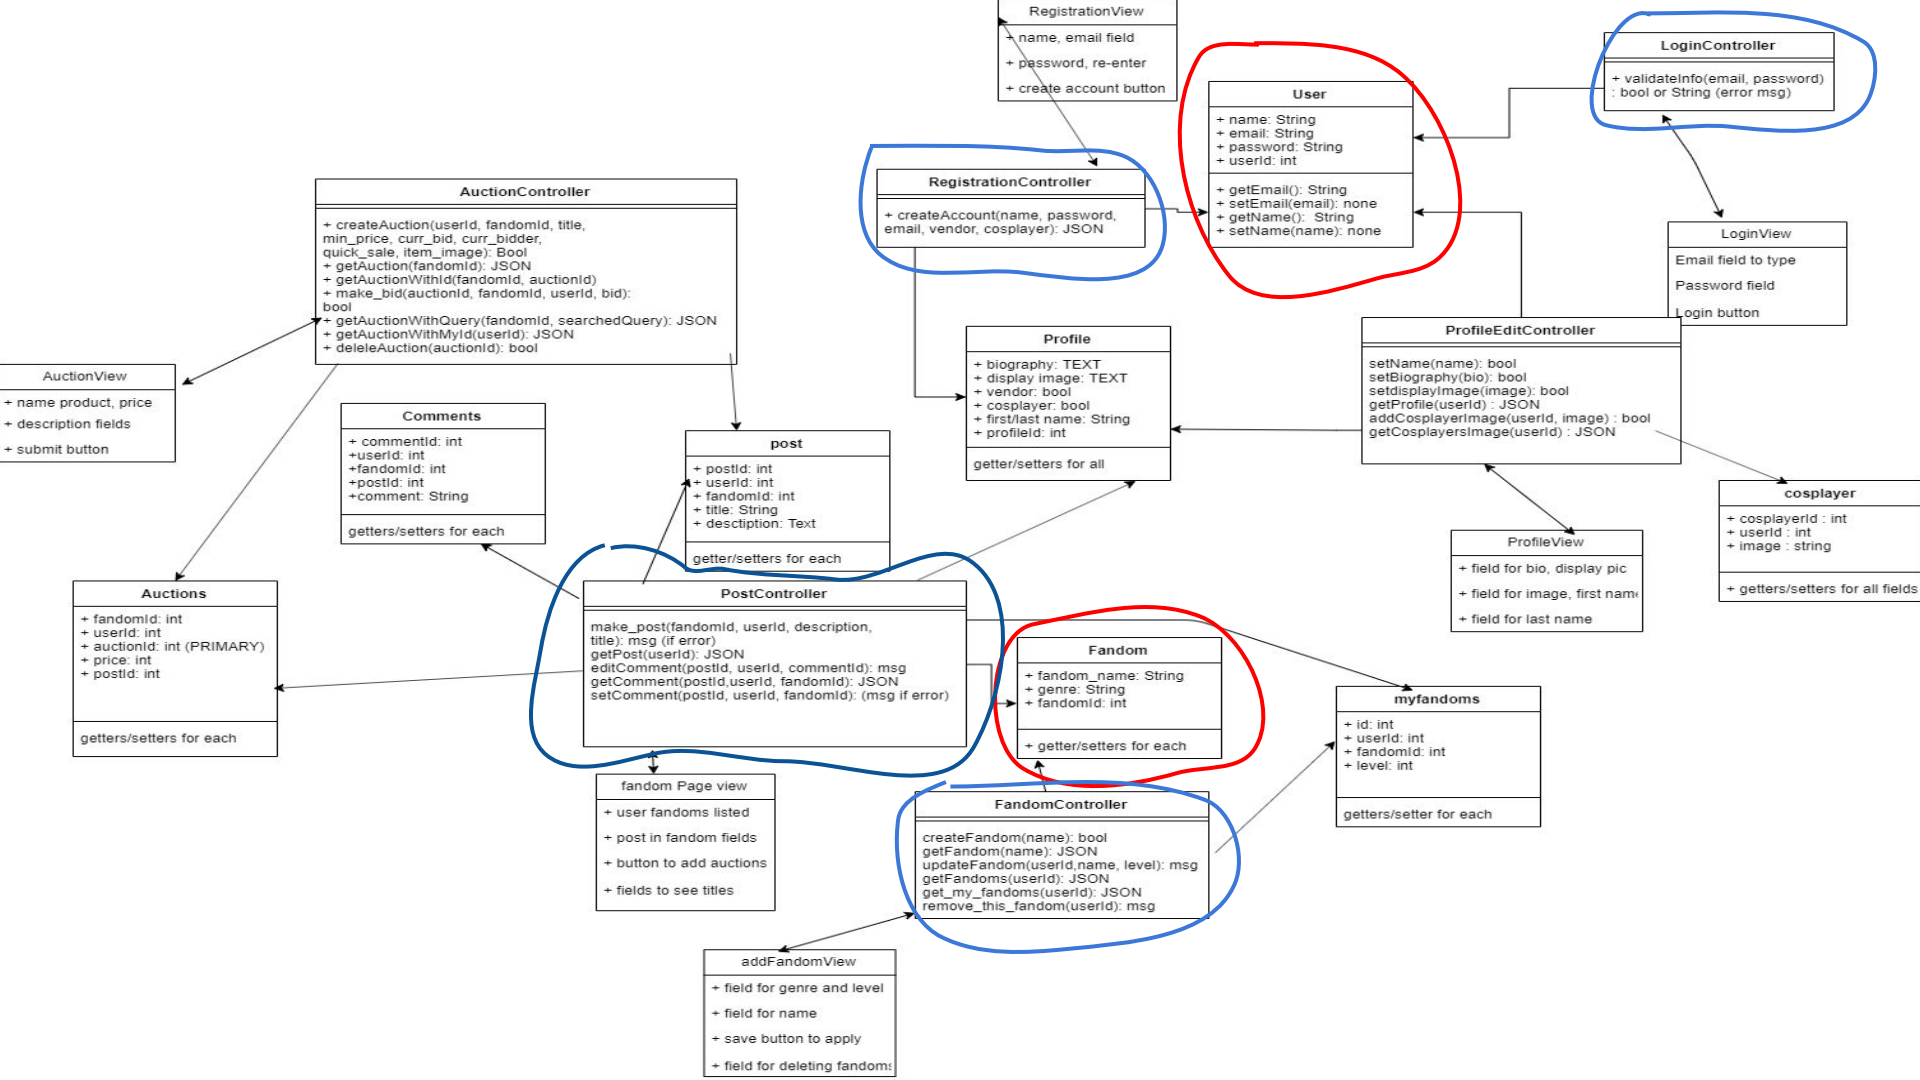 RegistrationView
+ name, email field
+ password, re-enter
+ create account button
LoginController
+ validateInfo(email, password)
: bool or String (error msg)
User
+ name: String
+ email: String
+ password: String
+ userId: int
+ getEmail(): String
+ setEmail(email): none
+ getName():  String
+ setName(name): none
RegistrationController
+ createAccount(name, password,
email, vendor, cosplayer): JSON
AuctionController
+ createAuction(userId, fandomId, title,
min_price, curr_bid, curr_bidder,
quick_sale, item_image): Bool
+ getAuction(fandomId): JSON
+ getAuctionWithId(fandomId, auctionId)
+ make_bid(auctionId, fandomId, userId, bid):
bool
+ getAuctionWithQuery(fandomId, searchedQuery): JSON
+ getAuctionWithMyId(userId): JSON
+ deleleAuction(auctionId): bool
LoginView
Email field to type
Password field
Login button
ProfileEditController
setName(name): bool
setBiography(bio): bool
setdisplayImage(image): bool
getProfile(userId) : JSON
addCosplayerImage(userId, image) : bool
getCosplayersImage(userId) : JSON
Profile
+ biography: TEXT
+ display image: TEXT
+ vendor: bool
+ cosplayer: bool
+ first/last name: String
+ profileId: int
getter/setters for all
AuctionView
+ name product, price
+ description fields
+ submit button
Comments
+ commentId: int
+userId: int
+fandomId: int
+postId: int
+comment: String
getters/setters for each
post
+ postId: int
+ userId: int
+ fandomId: int
+ title: String
+ desctiption: Text
getter/setters for each
cosplayer
+ cosplayerId : int
+ userId : int
+ image : string
+ getters/setters for all fields
ProfileView
+ field for bio, display pic
+ field for image, first name
+ field for last name
Auctions
+ fandomId: int
+ userId: int
+ auctionId: int (PRIMARY)
+ price: int
+ postId: int
getters/setters for each
PostController
make_post(fandomId, userId, description,
title): msg (if error)
getPost(userId): JSON
editComment(postId, userId, commentId): msg
getComment(postId,userId, fandomId): JSON
setComment(postId, userId, fandomId): (msg if error)
Fandom
+ fandom_name: String
+ genre: String
+ fandomId: int
+ getter/setters for each
myfandoms
+ id: int
+ userId: int
+ fandomId: int
+ level: int
getters/setter for each
fandom Page view
+ user fandoms listed
+ post in fandom fields
+ button to add auctions
+ fields to see titles
FandomController
createFandom(name): bool
getFandom(name): JSON
updateFandom(userId,name, level): msg
getFandoms(userId): JSON
get_my_fandoms(userId): JSON
remove_this_fandom(userId): msg
addFandomView
+ field for genre and level
+ field for name
+ save button to apply
+ field for deleting fandoms